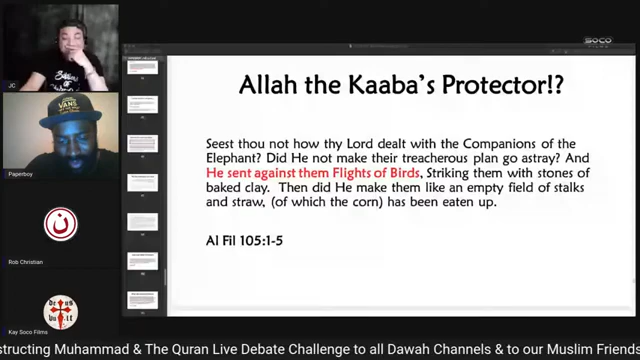 SOCO
FILMS
JC
VANS
Paperboy
Rob Christian
Kay Soco Films
Allah the Kaaba's Protector!?
Seest thou not how thy Lord dealt with the Companions of the
Elephant? Did He not make their treacherous plan go astray? And
He sent against them Flights of Birds, Striking them with stones of
baked clay. Then did He make them like an empty field of stalks
and straw, (of which the corn) has been eaten up.
Al Fil 105:1-5
structing Muhammad & The Quran Live Debate Challenge to all Dawah Channels & to our Muslim Friends